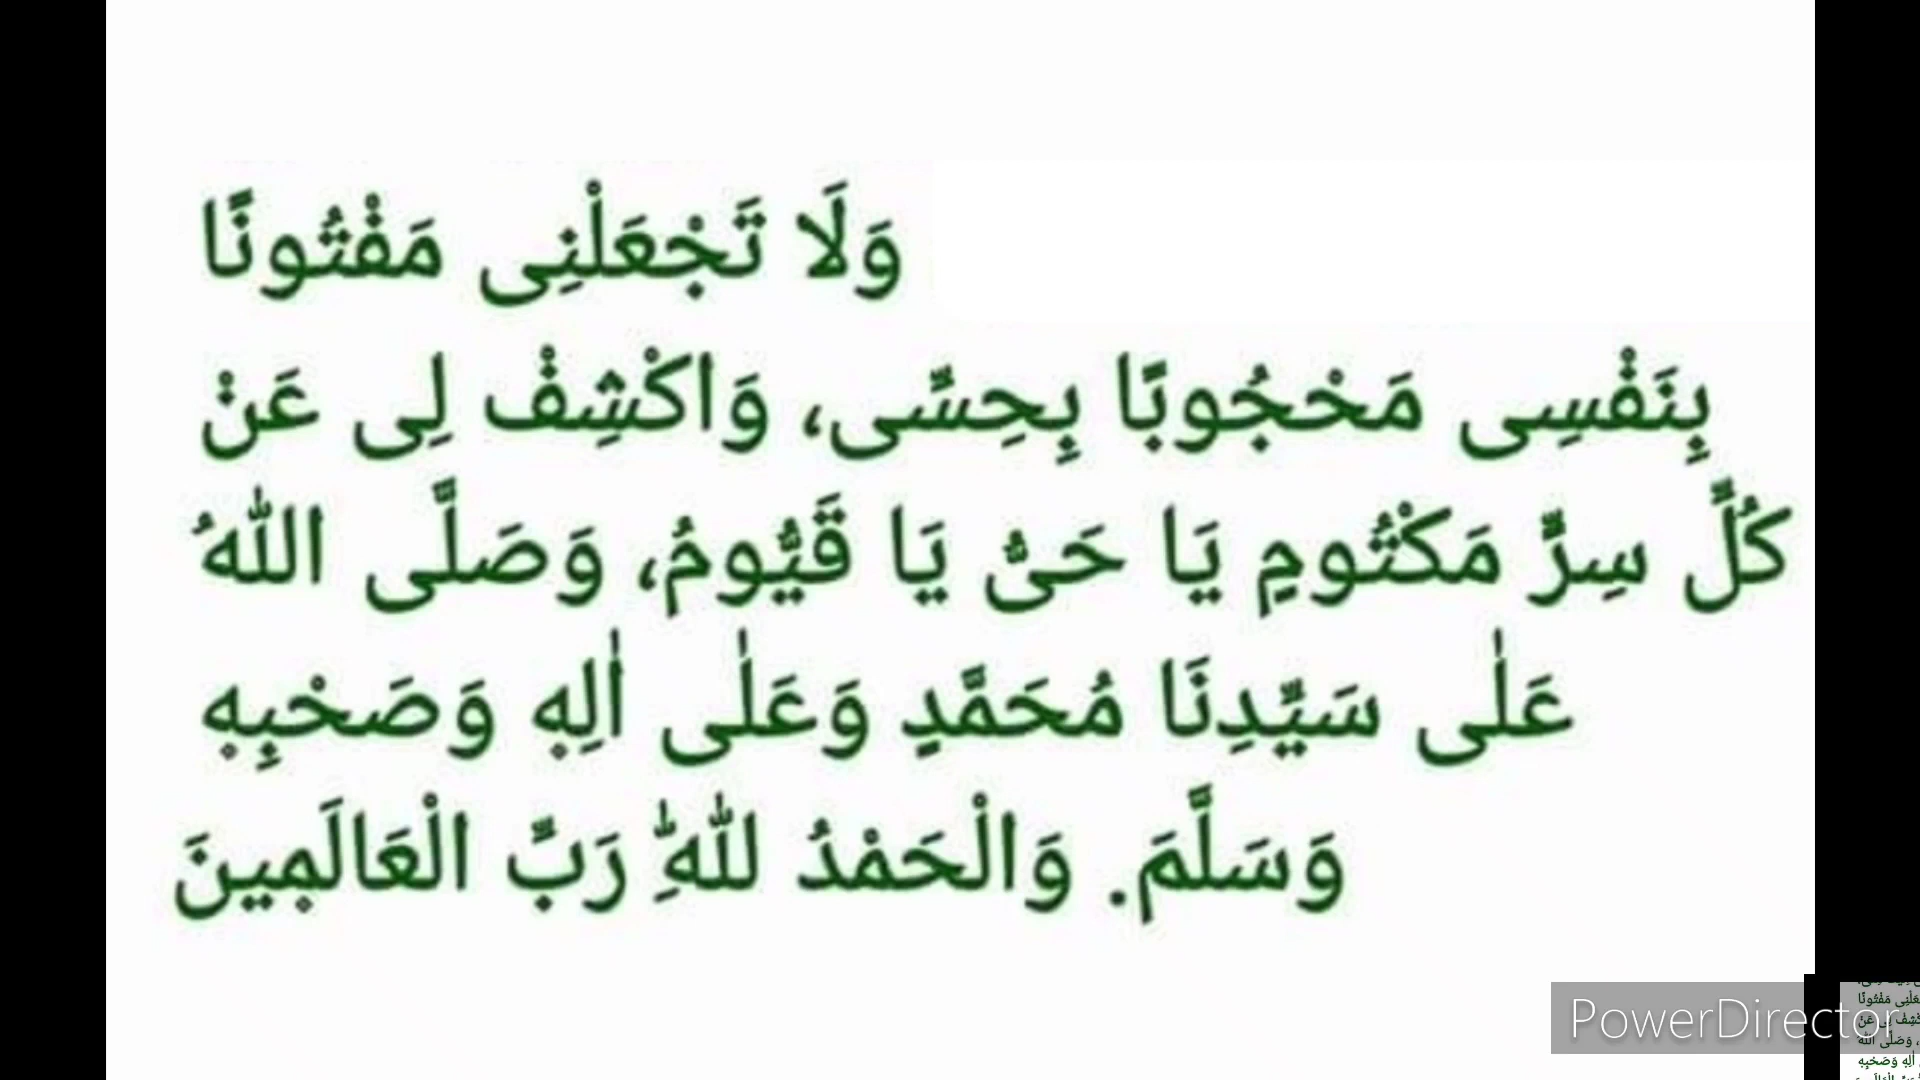 وَلَا تَجْعَلْنِى مَفْتُونًا
بِنَفْسِى مَحْجُوبًا بِحِسِّى، وَاكْشِفْ لِى عَنْ
كُلِّ سِرٍّ مَكْتُومٍ يَا حَىُّ يَا قَيُّومُ، وَصَلَّى اللّٰهُ
عَلٰى سَيِّدِنَا مُحَمَّدٍ وَعَلٰى اٰلِهٖ وَصَحْبِهٖ
وَسَلَّمَ. وَالْحَمْدُ لِلّٰهِ رَبِّ الْعَالَمِينَ
PowerDirector